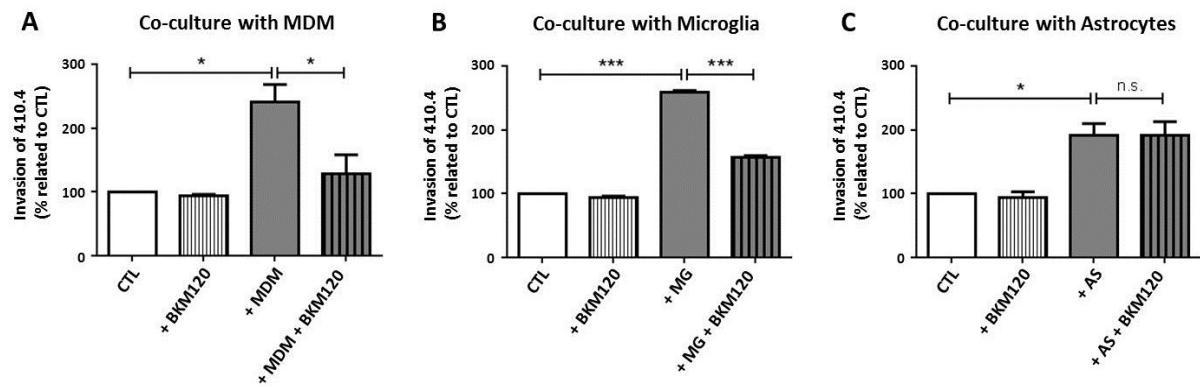 A
Co-culture with MDM
Invasion of 410.4
(% related to CTL)
300
200
100
0
*
*
CTL
+ BKM120
+ MDM
+ MDM + BKM120
B
Co-culture with Microglia
Invasion of 410.4
(% related to CTL)
300
200
100
0
***
***
CTL
+ BKM120
+ MG
+ MG + BKM120
C
Co-culture with Astrocytes
Invasion of 410.4
(% related to CTL)
300
200
100
0
*
n.s.
CTL
+ BKM120
+ AS
+ AS + BKM120